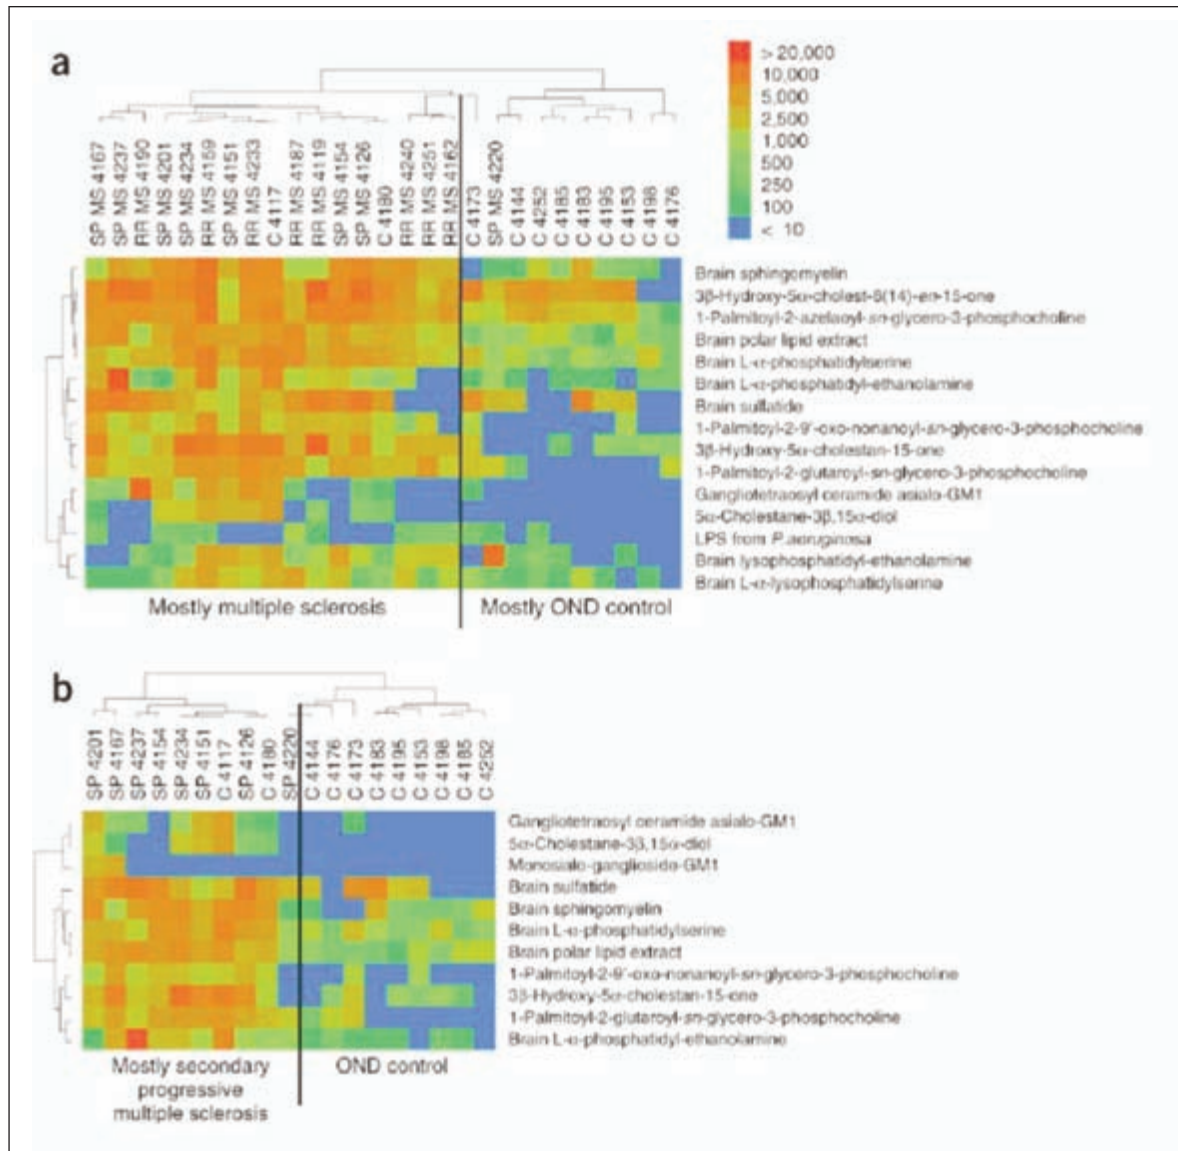 a
> 20,000
10,000
5,000
2,500
1,000
500
250
100
< 10
SP MS 4167
SP MS 4237
RR MS 4190
SP MS 4201
SP MS 4234
RR MS 4159
SP MS 4151
RR MS 4233
C 4117
RR MS 4187
RR MS 4119
SP MS 4154
SP MS 4126
C 4180
RR MS 4240
RR MS 4251
RR MS 4162
C 4173
SP MS 4220
C 4144
C 4252
C 4185
C 4183
C 4195
C 4153
C 4198
C 4176
Brain sphingomyelin
3β-Hydroxy-5α-cholest-8(14)-en-15-one
1-Palmitoyl-2-azelaoyl-sn-glycero-3-phosphocholine
Brain polar lipid extract
Brain L-α-phosphatidylserine
Brain L-α-phosphatidyl-ethanolamine
Brain sulfatide
1-Palmitoyl-2-9'-oxo-nonanoyl-sn-glycero-3-phosphocholine
3β-Hydroxy-5α-cholestan-15-one
1-Palmitoyl-2-glutaroyl-sn-glycero-3-phosphocholine
Gangliotetraosyl ceramide asialo-GM1
5α-Cholestane-3β,15α-diol
LPS from P.aeruginosa
Brain lysophosphatidyl-ethanolamine
Brain L-α-lysophosphatidylserine
Mostly multiple sclerosis
Mostly OND control
b
SP 4201
SP 4167
SP 4237
SP 4154
SP 4234
SP 4151
C 4117
SP 4126
C 4180
SP 4220
C 4144
C 4176
C 4173
C 4183
C 4195
C 4153
C 4198
C 4185
C 4252
Gangliotetraosyl ceramide asialo-GM1
5α-Cholestane-3β,15α-diol
Monosialo-ganglioside-GM1
Brain sulfatide
Brain sphingomyelin
Brain L-α-phosphatidylserine
Brain polar lipid extract
1-Palmitoyl-2-9'-oxo-nonanoyl-sn-glycero-3-phosphocholine
3β-Hydroxy-5α-cholestan-15-one
1-Palmitoyl-2-glutaroyl-sn-glycero-3-phosphocholine
Brain L-α-phosphatidyl-ethanolamine
Mostly secondary
progressive
multiple sclerosis
OND control